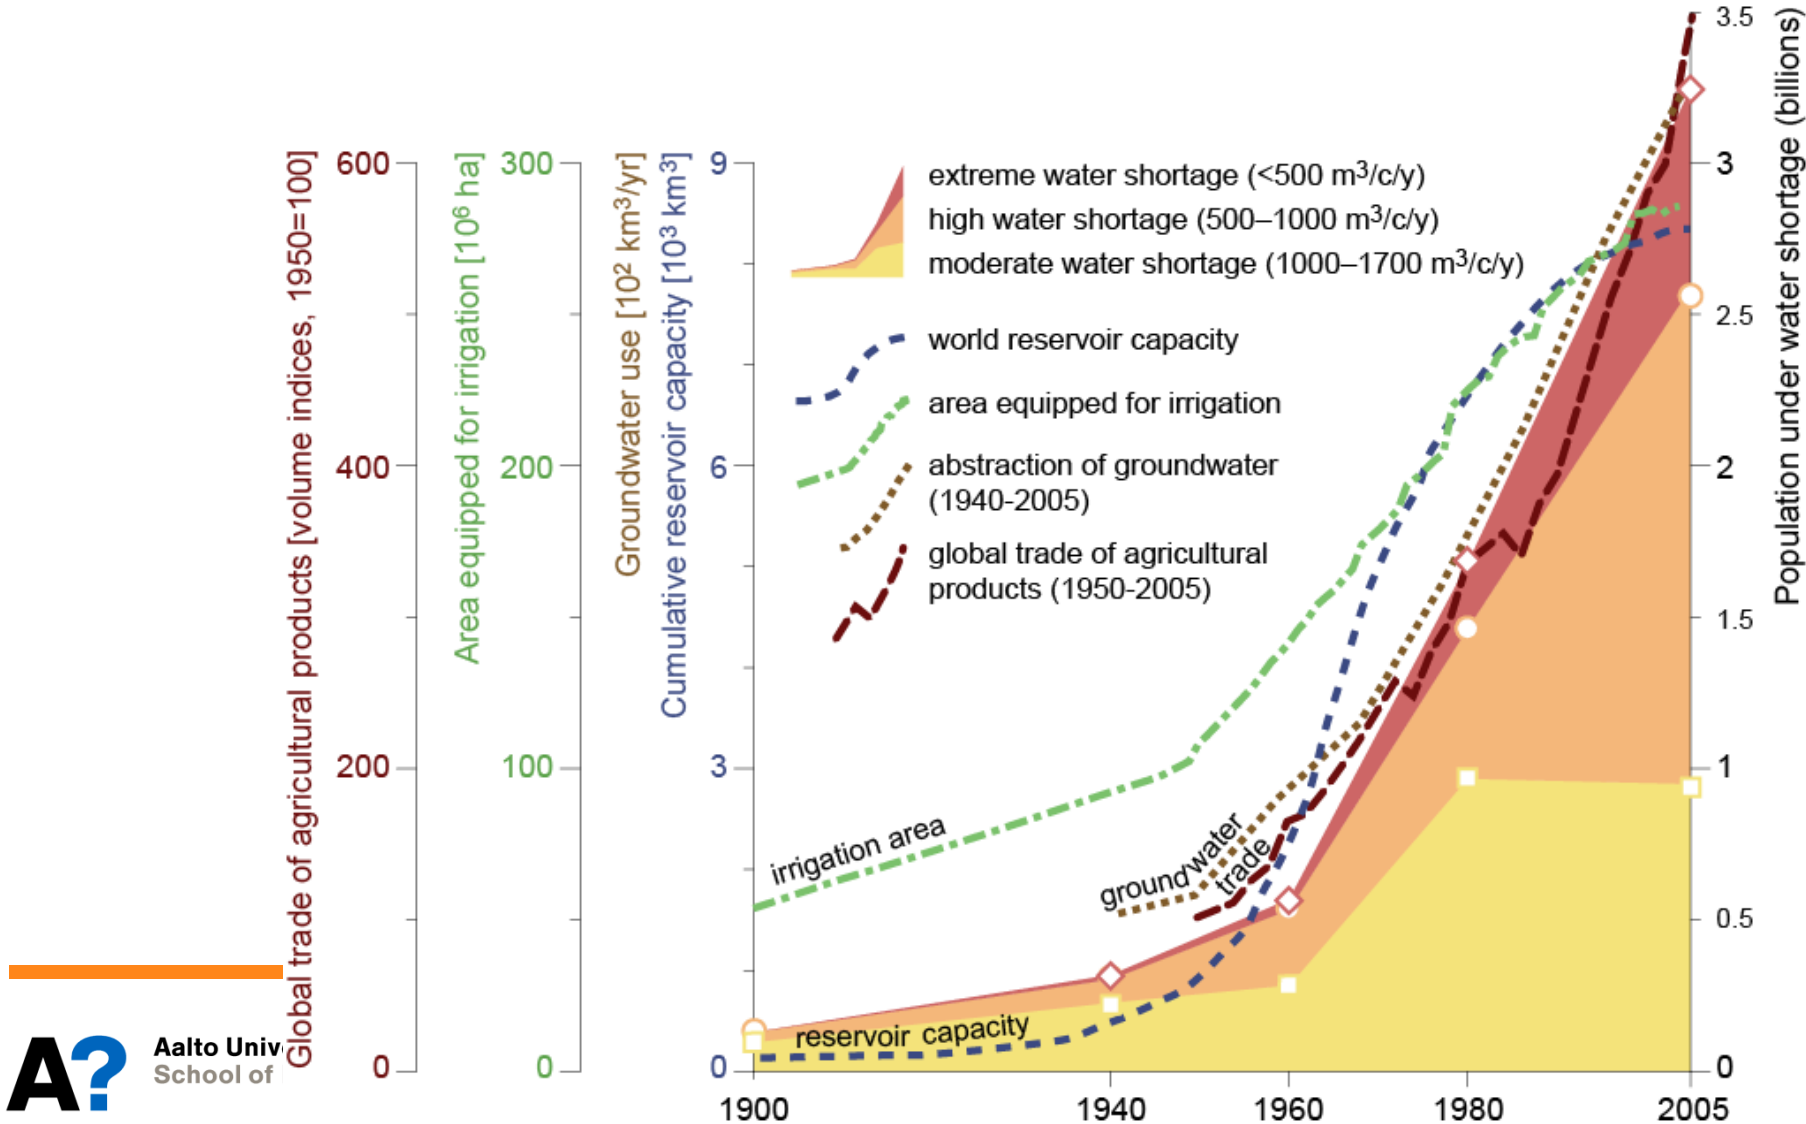 Global trade of agricultural products [volume indices, 1950=100]
600
400
200
0
Area equipped for irrigation [10⁶ ha]
300
200
100
0
Groundwater use [10² km³/yr]
Cumulative reservoir capacity [10³ km³]
9
6
3
0
extreme water shortage (<500 m³/c/y)
high water shortage (500–1000 m³/c/y)
moderate water shortage (1000–1700 m³/c/y)
world reservoir capacity
area equipped for irrigation
abstraction of groundwater
(1940-2005)
global trade of agricultural
products (1950-2005)
irrigation area
groundwater
trade
reservoir capacity
3.5
3
2.5
2
1.5
1
0.5
0
Population under water shortage (billions)
1900
1940
1960
1980
2005
A?
Aalto Univ
School of